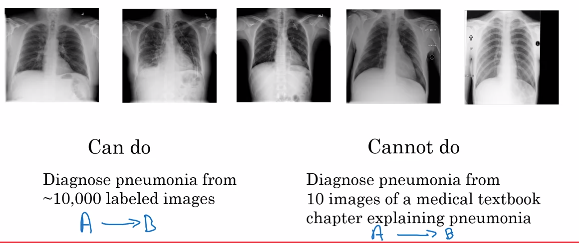 Can do
Cannot do
Diagnose pneumonia from
~10,000 labeled images
A → B
Diagnose pneumonia from
10 images of a medical textbook
chapter explaining pneumonia
A → B